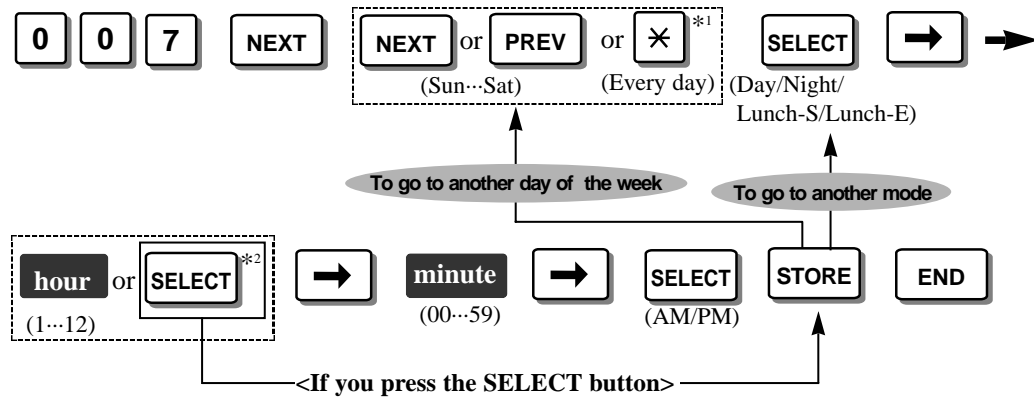 0 0 7 NEXT NEXT or PREV or ✳ *1 SELECT → →
(Sun···Sat) (Every day) (Day/Night/
Lunch-S/Lunch-E)
To go to another day of the week To go to another mode
hour or SELECT *2 → minute → SELECT STORE END
(1···12) (00···59) (AM/PM)
<If you press the SELECT button>